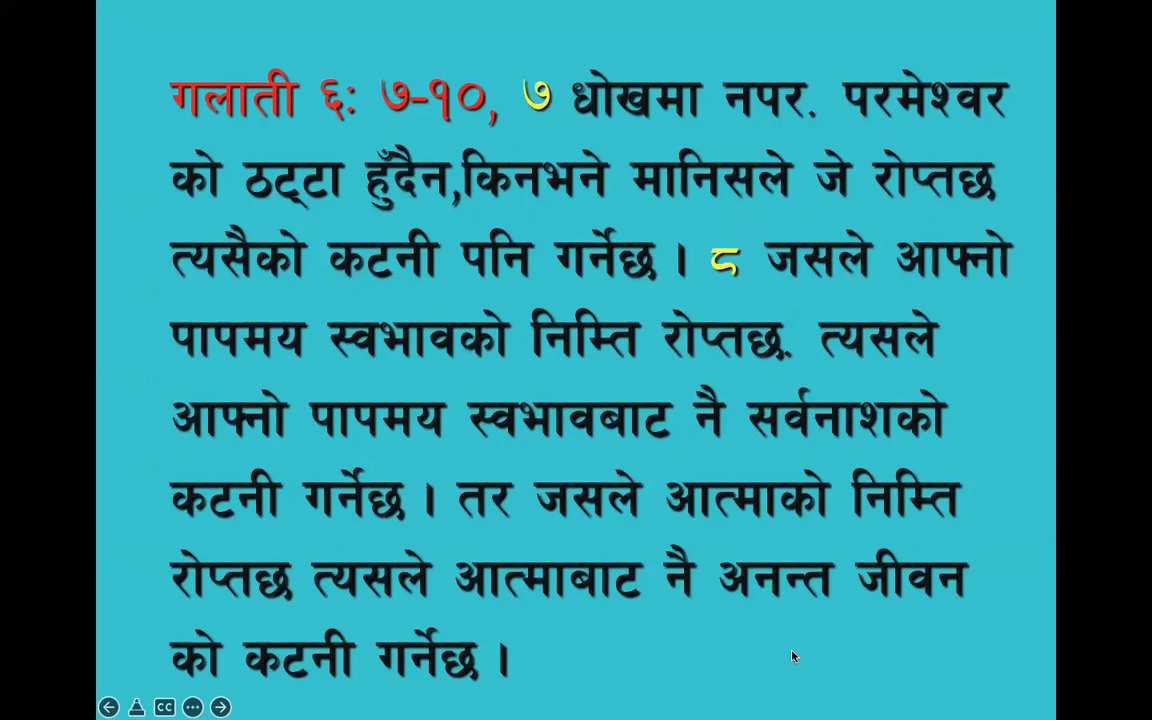 गलाती ६: ७-१०, ७ धोखमा नपर. परमेश्वर
को ठट्टा हुँदैन,किनभने मानिसले जे रोप्तछ
त्यसैको कटनी पनि गर्नेछ । ८ जसले आफ्नो
पापमय स्वभावको निम्ति रोप्तछ. त्यसले
आफ्नो पापमय स्वभावबाट नै सर्वनाशको
कटनी गर्नेछ । तर जसले आत्माको निम्ति
रोप्तछ त्यसले आत्माबाट नै अनन्त जीवन
को कटनी गर्नेछ ।
CC